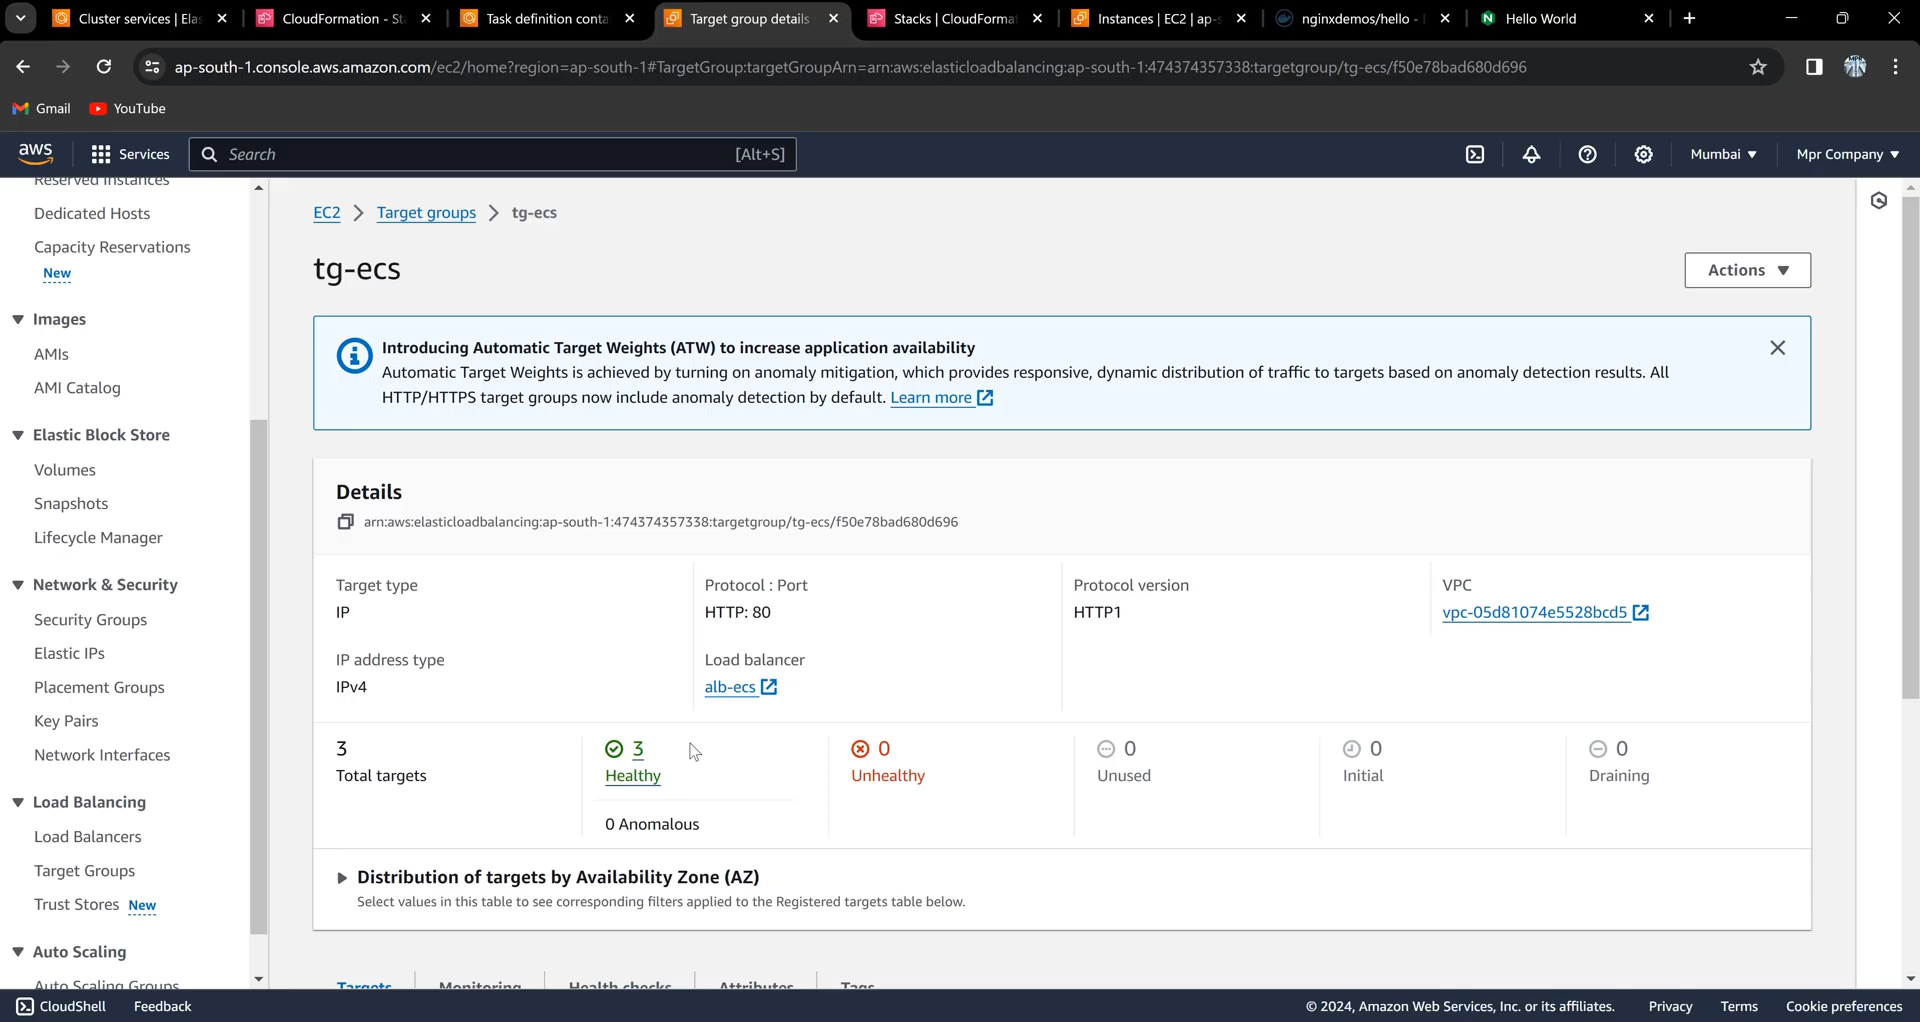 Cluster services | Elas
CloudFormation - Sta
Task definition conta
Target group details
Stacks | CloudFormat
Instances | EC2 | ap-s
nginxdemos/hello -
Hello World
ap-south-1.console.aws.amazon.com/ec2/home?region=ap-south-1#TargetGroup:targetGroupArn=arn:aws:elasticloadbalancing:ap-south-1:474374357338:targetgroup/tg-ecs/f50e78bad680d696
Gmail
YouTube
aws
Services
Search
[Alt+S]
Mumbai
Mpr Company
Reserved Instances
Dedicated Hosts
Capacity Reservations
New
Images
AMIs
AMI Catalog
Elastic Block Store
Volumes
Snapshots
Lifecycle Manager
Network & Security
Security Groups
Elastic IPs
Placement Groups
Key Pairs
Network Interfaces
Load Balancing
Load Balancers
Target Groups
Trust Stores New
Auto Scaling
Auto Scaling Groups
EC2
Target groups
tg-ecs
tg-ecs
Actions
Introducing Automatic Target Weights (ATW) to increase application availability
Automatic Target Weights is achieved by turning on anomaly mitigation, which provides responsive, dynamic distribution of traffic to targets based on anomaly detection results. All
HTTP/HTTPS target groups now include anomaly detection by default. Learn more
Details
arn:aws:elasticloadbalancing:ap-south-1:474374357338:targetgroup/tg-ecs/f50e78bad680d696
Target type
IP
Protocol : Port
HTTP: 80
Protocol version
HTTP1
VPC
vpc-05d81074e5528bcd5
IP address type
IPv4
Load balancer
alb-ecs
3
Total targets
3
Healthy
0 Anomalous
0
Unhealthy
0
Unused
0
Initial
0
Draining
Distribution of targets by Availability Zone (AZ)
Select values in this table to see corresponding filters applied to the Registered targets table below.
Targets
Monitoring
Health checks
Attributes
Tags
CloudShell
Feedback
© 2024, Amazon Web Services, Inc. or its affiliates.
Privacy
Terms
Cookie preferences